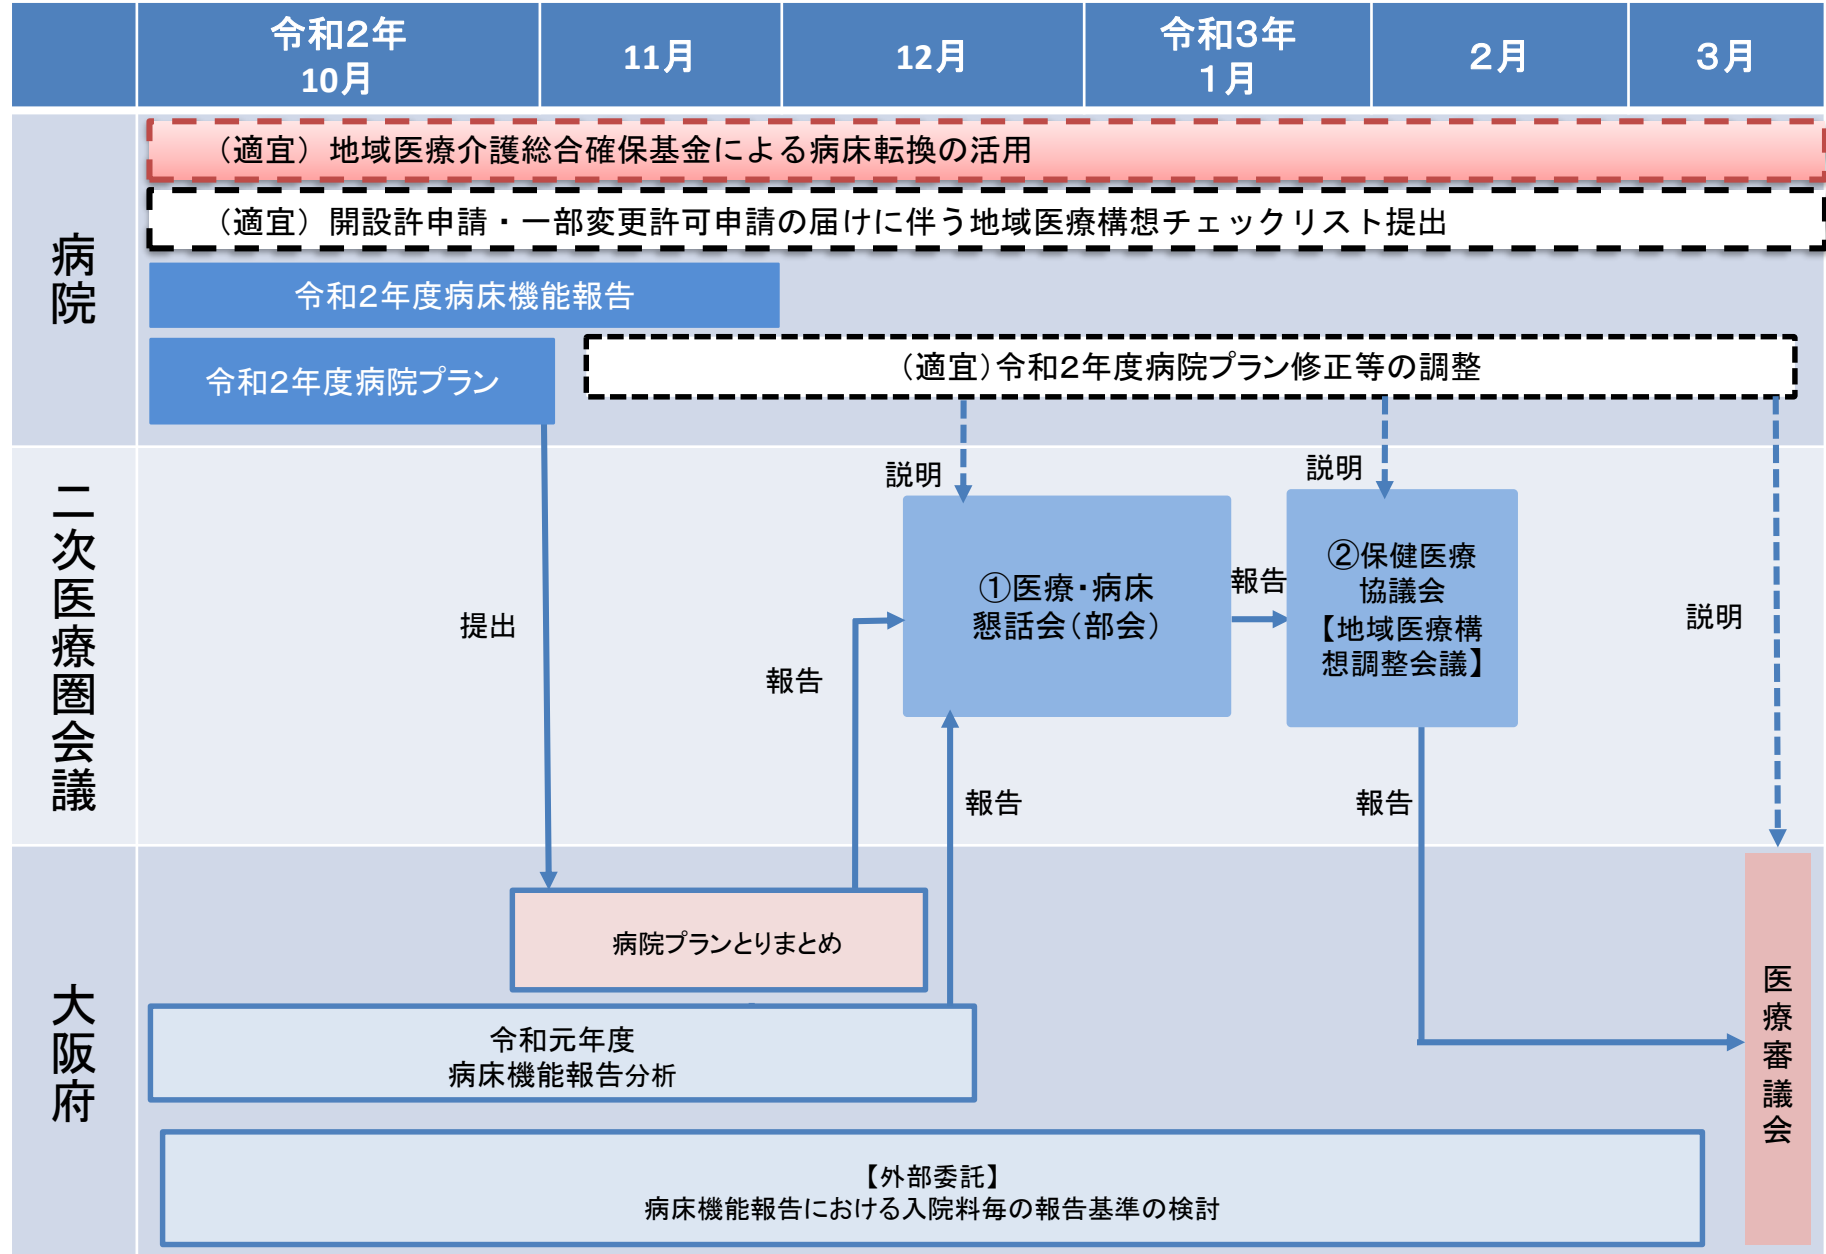 令和2年
10月
11月
12月
令和3年
1月
2月
3月
病院
（適宜）地域医療介護総合確保基金による病床転換の活用
（適宜）開設許申請・一部変更許可申請の届けに伴う地域医療構想チェックリスト提出
令和2年度病床機能報告
令和2年度病院プラン
（適宜）令和2年度病院プラン修正等の調整
二次医療圏会議
説明
説明
①医療・病床
懇話会（部会）
報告
②保健医療
協議会
【地域医療構
想調整会議】
提出
説明
報告
報告
報告
大阪府
病院プランとりまとめ
令和元年度
病床機能報告分析
【外部委託】
病床機能報告における入院料毎の報告基準の検討
医療審議会